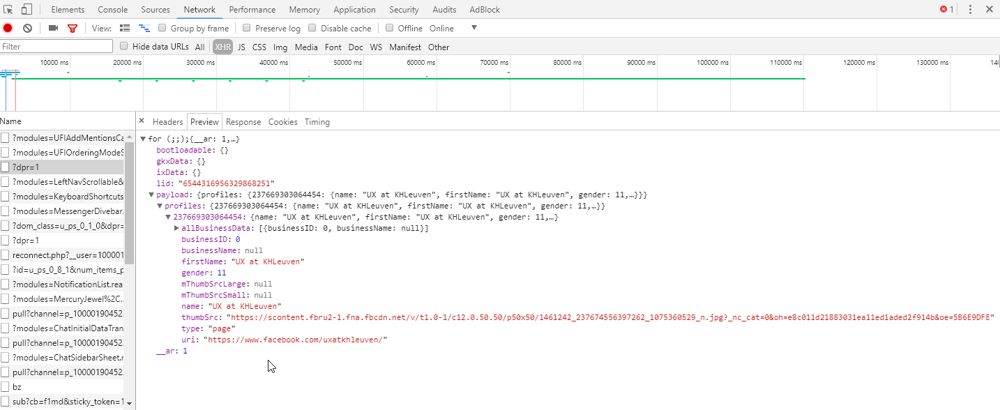 Elements Console Sources Network Performance Memory Application Security Audits AdBlock 1
View: Group by frame Preserve log Disable cache Offline Online
Filter Hide data URLs All XHR JS CSS Img Media Font Doc WS Manifest Other
10000 ms 20000 ms 30000 ms 40000 ms 50000 ms 60000 ms 70000 ms 80000 ms 90000 ms 100000 ms 110000 ms 120000 ms 130000 ms 14
Name
?modules=UFIAddMentionsCa
?modules=UFIOrderingModeS
?dpr=1
?modules=LeftNavScrollable&
?modules=KeyboardShortcuts
?modules=MessengerDivebar.
?dom_class=u_ps_0_1_0&dpr=
?dpr=1
reconnect.php?__user=100001
?id=u_ps_0_8_1&num_items_p
?modules=NotificationList.rea
?modules=MercuryJewel%2C.
pull?channel=p_10000190452.
?modules=ChatInitialDataTran
pull?channel=p_10000190452.
?modules=ChatSidebarSheet.r
pull?channel=p_10000190452.
bz
sub?cb=f1md&sticky_token=1
Headers Preview Response Cookies Timing
for (;;);{__ar: 1,…}
bootloadable: {}
gkxData: {}
ixData: {}
lid: "6544316956329868251"
payload: {profiles: {237669303064454: {name: "UX at KHLeuven", firstName: "UX at KHLeuven", gender: 11,…}}}
profiles: {237669303064454: {name: "UX at KHLeuven", firstName: "UX at KHLeuven", gender: 11,…}}
237669303064454: {name: "UX at KHLeuven", firstName: "UX at KHLeuven", gender: 11,…}
allBusinessData: [{businessID: 0, businessName: null}]
businessID: 0
businessName: null
firstName: "UX at KHLeuven"
gender: 11
mThumbSrcLarge: null
mThumbSrcSmall: null
name: "UX at KHLeuven"
thumbSrc: "https://scontent.fbru2-1.fna.fbcdn.net/v/t1.0-1/c12.0.50.50/p50x50/1461242_237674556397262_1075360529_n.jpg?_nc_cat=0&oh=e8c011d21883031ea11ed1aded2f914b&oe=5B6E9DFE"
type: "page"
uri: "https://www.facebook.com/uxatkhleuven/"
__ar: 1